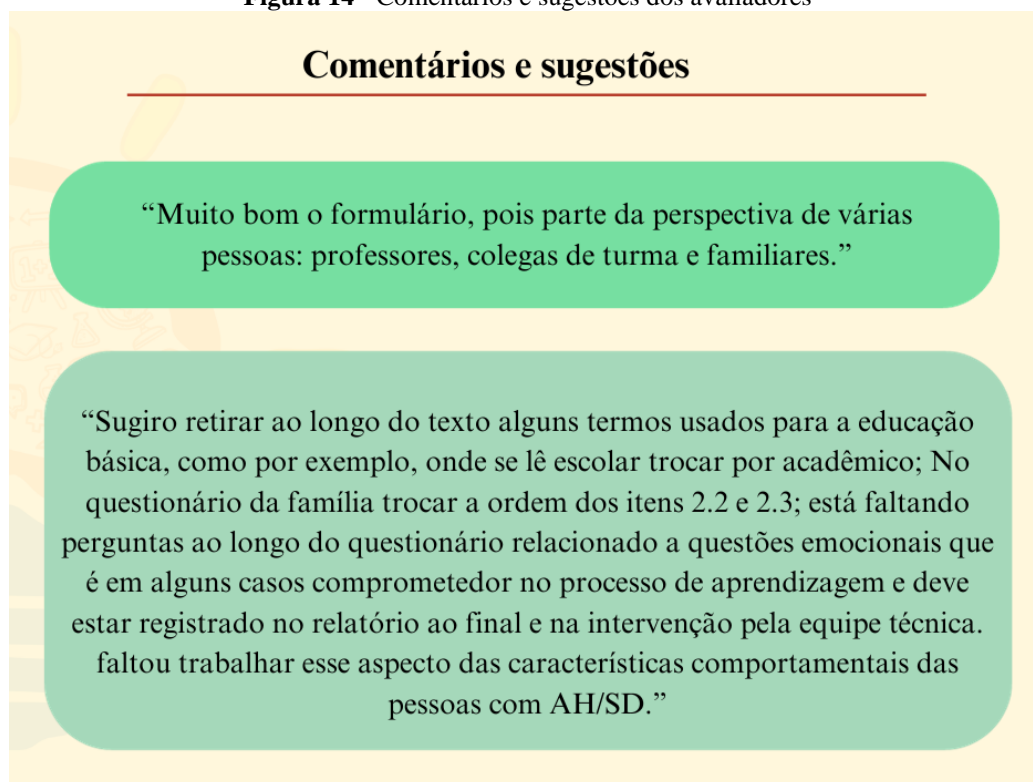 Figura 14 - Comentários e sugestões dos avaliadores
Comentários e sugestões
“Muito bom o formulário, pois parte da perspectiva de várias
pessoas: professores, colegas de turma e familiares.”
“Sugiro retirar ao longo do texto alguns termos usados para a educação
básica, como por exemplo, onde se lê escolar trocar por acadêmico; No
questionário da família trocar a ordem dos itens 2.2 e 2.3; está faltando
perguntas ao longo do questionário relacionado a questões emocionais que
é em alguns casos comprometedor no processo de aprendizagem e deve
estar registrado no relatório ao final e na intervenção pela equipe técnica.
faltou trabalhar esse aspecto das características comportamentais das
pessoas com AH/SD.”